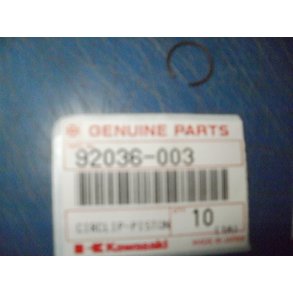 GENUINE PARTS
92036-003
CIRCLIP-PISTON
10
Kawasaki
MADE IN JAPAN